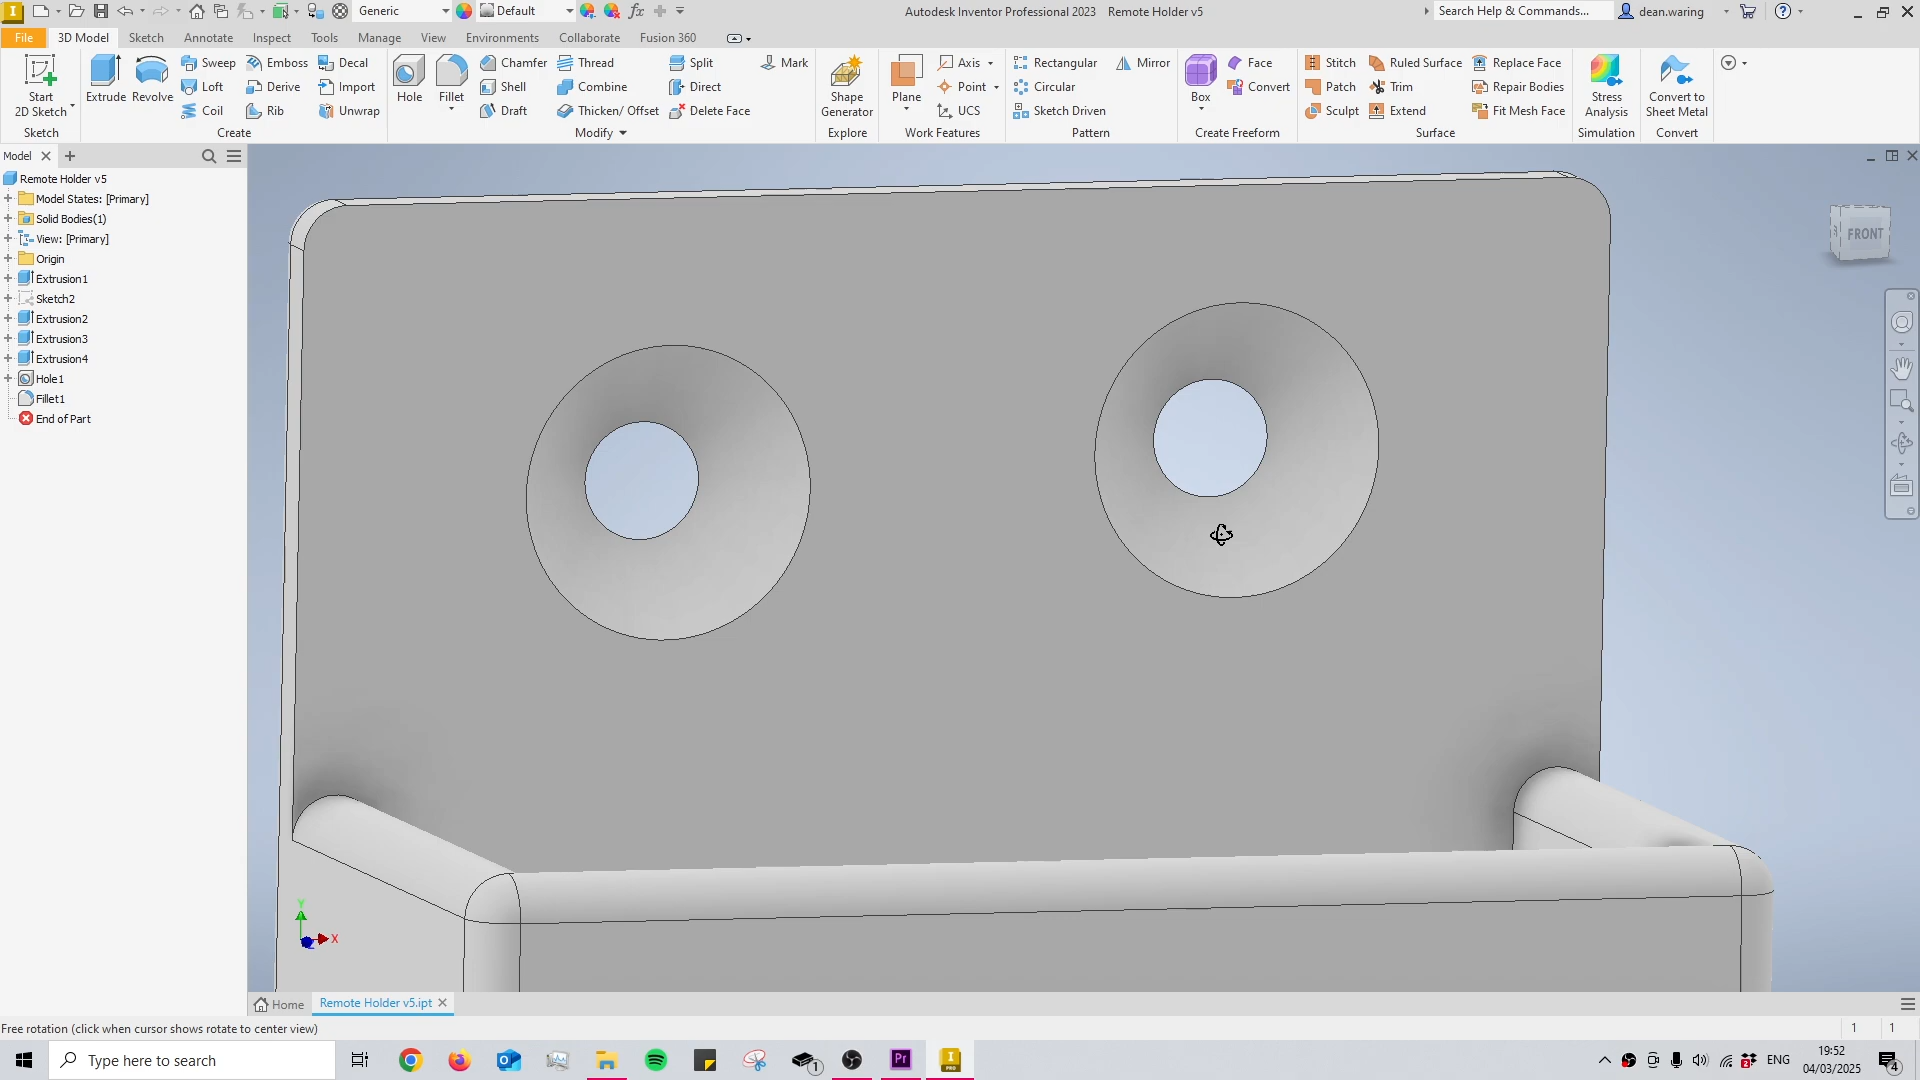 Generic
Default
fx
Autodesk Inventor Professional 2023 Remote Holder v5
Search Help & Commands...
dean.waring
File 3D Model Sketch Annotate Inspect Tools Manage View Environments Collaborate Fusion 360
Start
2D Sketch
Sketch
Extrude
Revolve
Sweep
Loft
Coil
Emboss
Derive
Rib
Decal
Import
Unwrap
Create
Hole
Fillet
Chamfer
Shell
Draft
Thread
Combine
Thicken/ Offset
Split
Direct
Delete Face
Mark
Modify
Shape
Generator
Explore
Plane
Axis
Point
UCS
Work Features
Rectangular
Circular
Sketch Driven
Mirror
Pattern
Box
Face
Convert
Create Freeform
Stitch
Patch
Sculpt
Ruled Surface
Trim
Extend
Replace Face
Repair Bodies
Fit Mesh Face
Surface
Stress
Analysis
Simulation
Convert to
Sheet Metal
Convert
Model
Remote Holder v5
Model States: [Primary]
Solid Bodies(1)
View: [Primary]
Origin
Extrusion1
Sketch2
Extrusion2
Extrusion3
Extrusion4
Hole1
Fillet1
End of Part
FRONT
Y
X
Home
Remote Holder v5.ipt
Free rotation (click when cursor shows rotate to center view)
1 1
Type here to search
Pr
I
PRO
1
ENG
19:52
04/03/2025
4